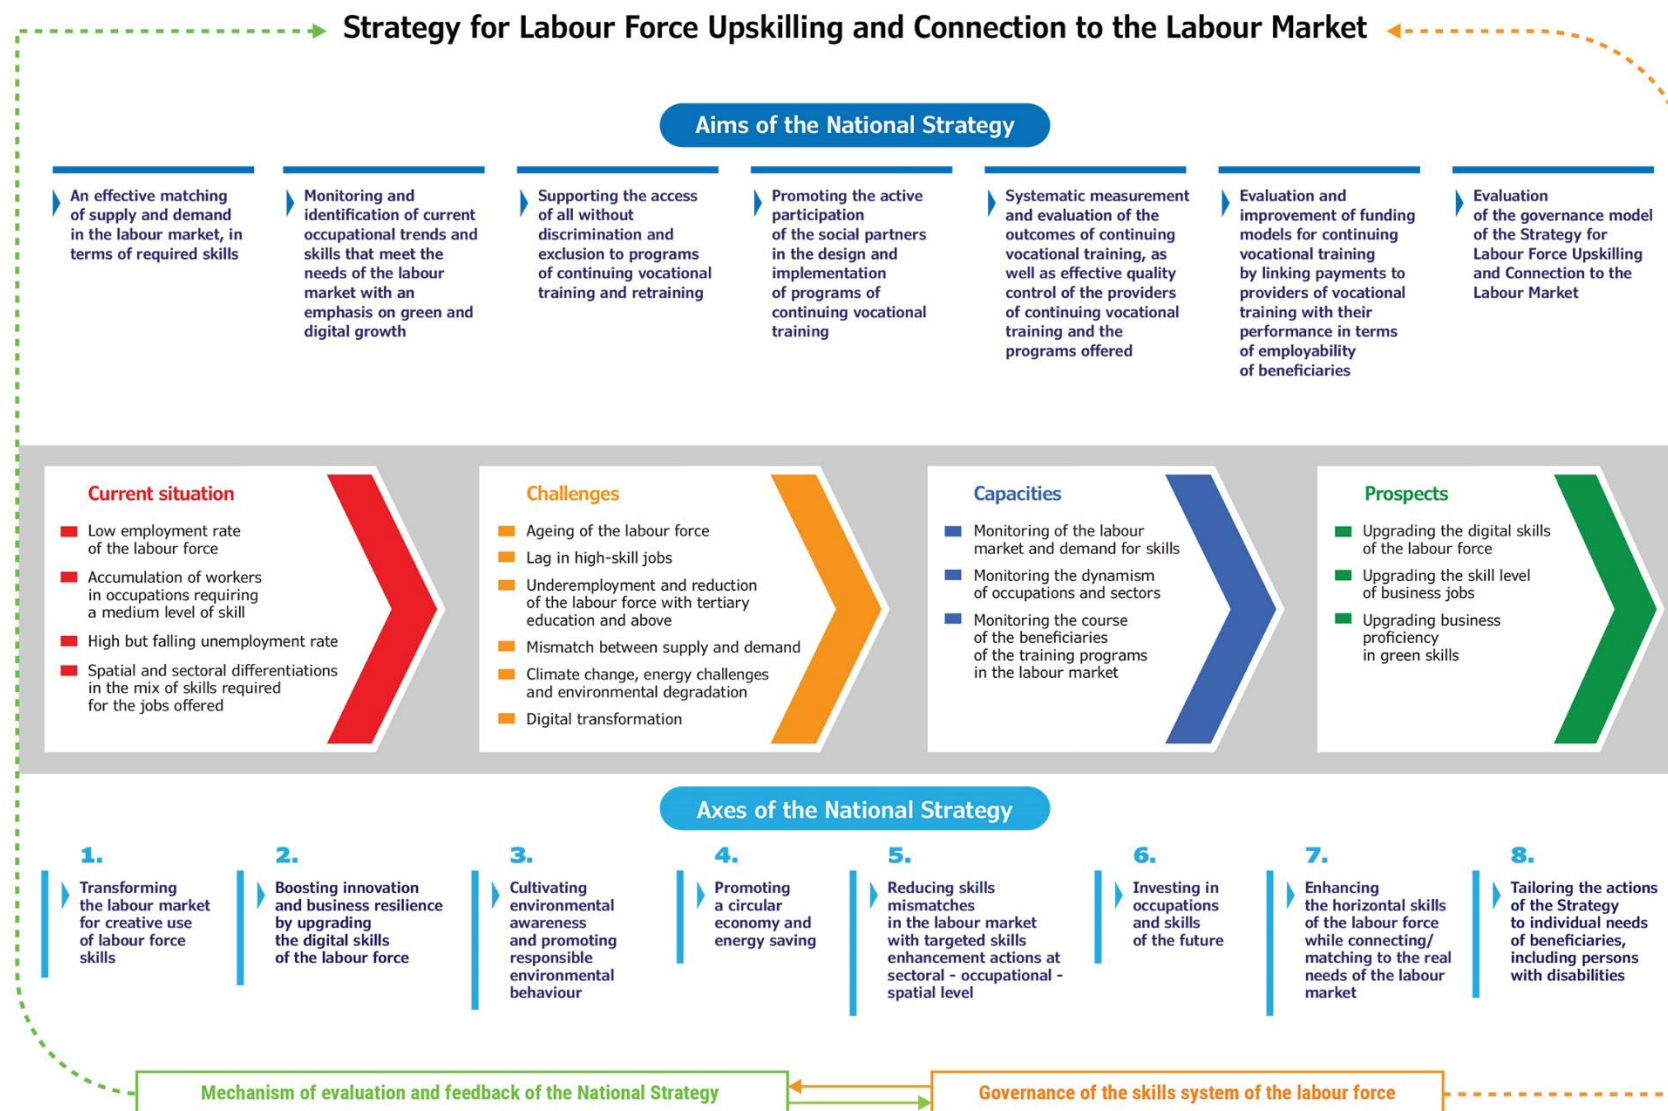 Strategy for Labour Force Upskilling and Connection to the Labour Market
Aims of the National Strategy
An effective matching
of supply and demand
in the labour market, in
terms of required skills
Monitoring and
identification of current
occupational trends and
skills that meet the
needs of the labour
market with an
emphasis on green and
digital growth
Supporting the access
of all without
discrimination and
exclusion to programs
of continuing vocational
training and retraining
Promoting the active
participation
of the social partners
in the design and
implementation
of programs of
continuing vocational
training
Systematic measurement
and evaluation of the
outcomes of continuing
vocational training, as
well as effective quality
control of the providers
of continuing vocational
training and the
programs offered
Evaluation and
improvement of funding
models for continuing
vocational training
by linking payments to
providers of vocational
training with their
performance in terms
of employability
of beneficiaries
Evaluation
of the governance model
of the Strategy for
Labour Force Upskilling
and Connection to the
Labour Market
Current situation
Low employment rate
of the labour force
Accumulation of workers
in occupations requiring
a medium level of skill
High but falling unemployment rate
Spatial and sectoral differentiations
in the mix of skills required
for the jobs offered
Challenges
Ageing of the labour force
Lag in high-skill jobs
Underemployment and reduction
of the labour force with tertiary
education and above
Mismatch between supply and demand
Climate change, energy challenges
and environmental degradation
Digital transformation
Capacities
Monitoring of the labour
market and demand for skills
Monitoring the dynamism
of occupations and sectors
Monitoring the course
of the beneficiaries
of the training programs
in the labour market
Prospects
Upgrading the digital skills
of the labour force
Upgrading the skill level
of business jobs
Upgrading business
proficiency
in green skills
Axes of the National Strategy
1.
Transforming
the labour market
for creative use
of labour force
skills
2.
Boosting innovation
and business resilience
by upgrading
the digital skills
of the labour force
3.
Cultivating
environmental
awareness
and promoting
responsible
environmental
behaviour
4.
Promoting
a circular
economy and
energy saving
5.
Reducing skills
mismatches
in the labour market
with targeted skills
enhancement actions at
sectoral - occupational -
spatial level
6.
Investing in
occupations
and skills
of the future
7.
Enhancing
the horizontal skills
of the labour force
while connecting/
matching to the real
needs of the labour
market
8.
Tailoring the actions
of the Strategy
to individual needs
of beneficiaries,
including persons
with disabilities
Mechanism of evaluation and feedback of the National Strategy
Governance of the skills system of the labour force